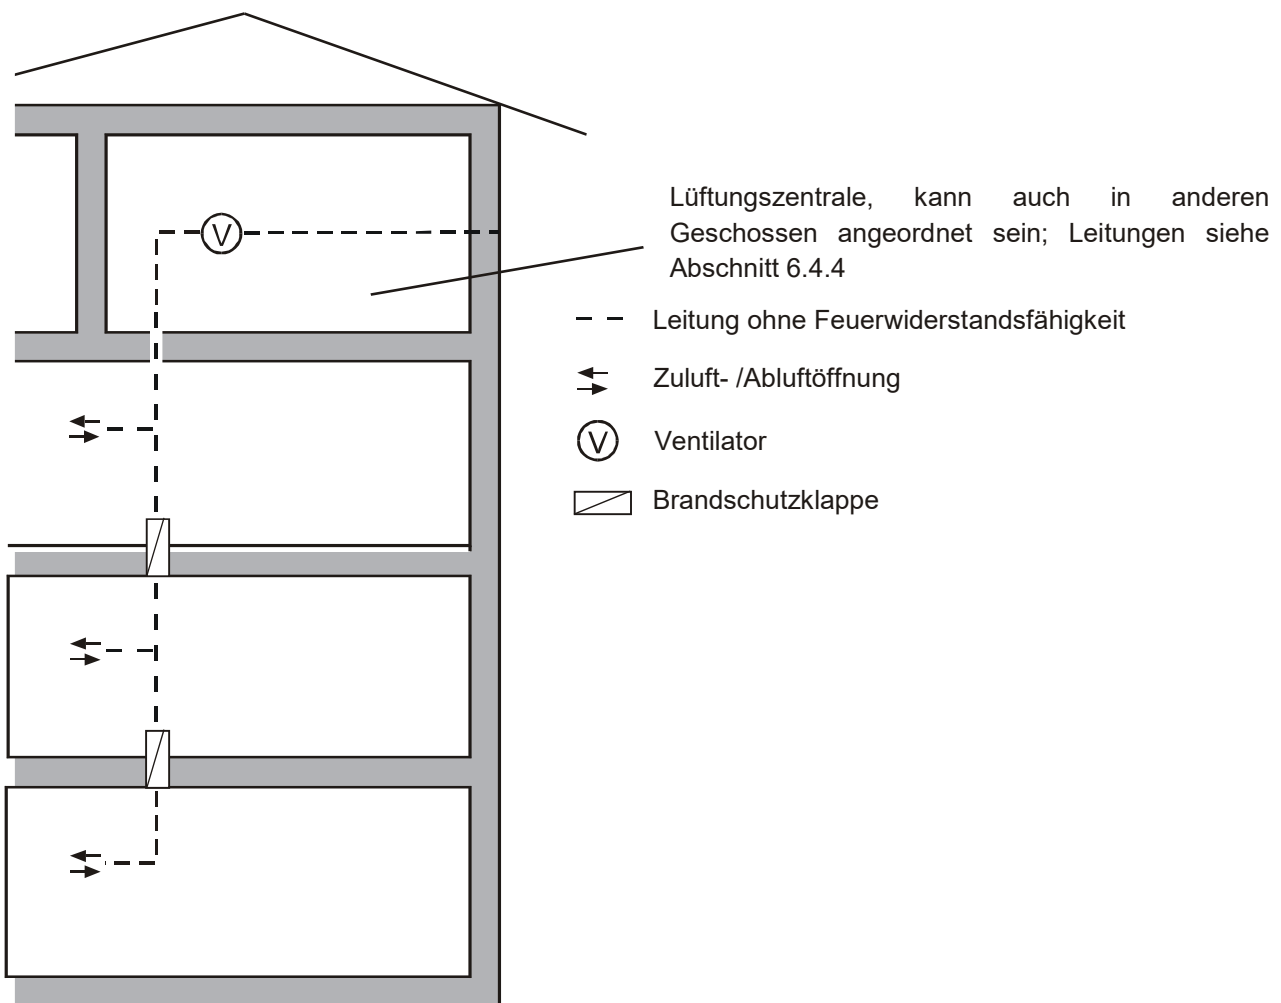 Lüftungszentrale, kann auch in anderen
Geschossen angeordnet sein; Leitungen siehe
Abschnitt 6.4.4
V
Leitung ohne Feuerwiderstandsfähigkeit
Zuluft- /Abluftöffnung
V Ventilator
Brandschutzklappe